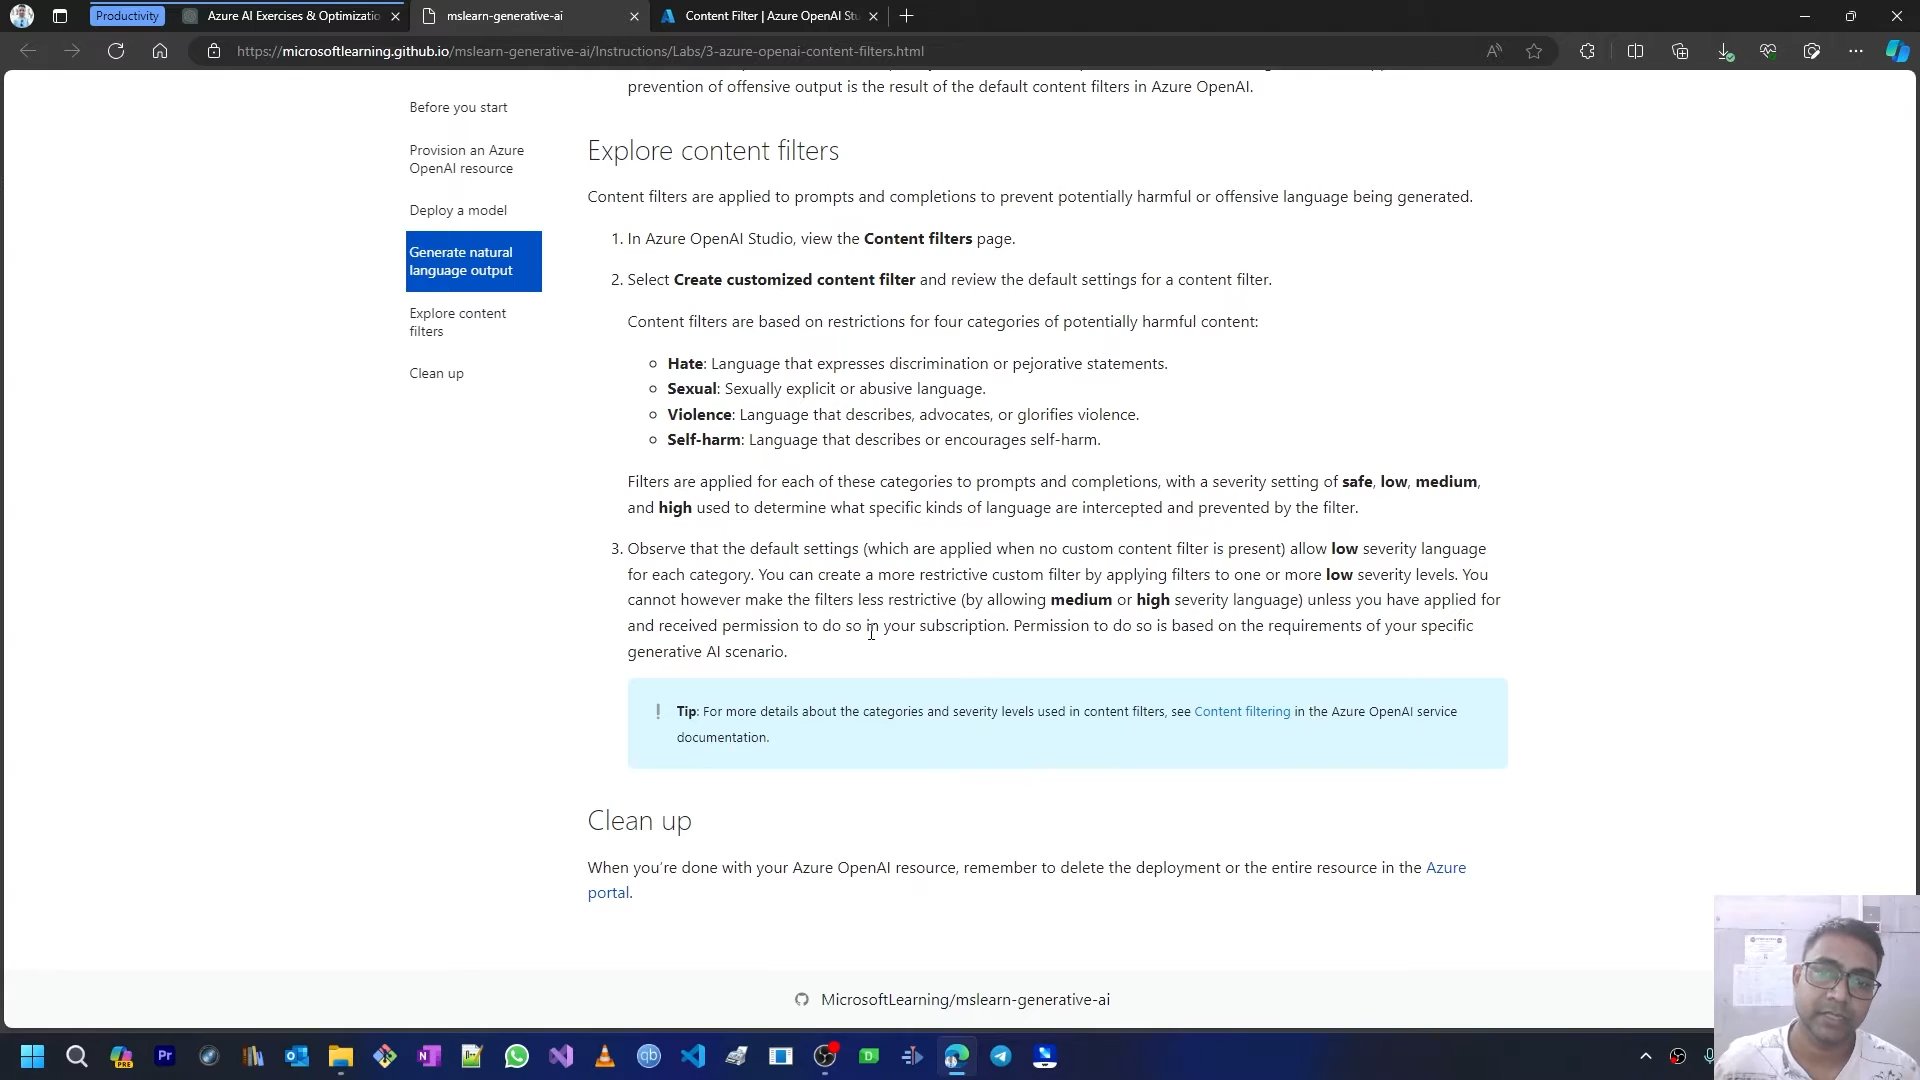 Productivity
Azure AI Exercises & Optimizatio
mslearn-generative-ai
Content Filter | Azure OpenAI Stu
https://microsoftlearning.github.io/mslearn-generative-ai/Instructions/Labs/3-azure-openai-content-filters.html
prevention of offensive output is the result of the default content filters in Azure OpenAI.
Before you start
Provision an Azure
OpenAI resource
Deploy a model
Generate natural
language output
Explore content
filters
Clean up
Explore content filters
Content filters are applied to prompts and completions to prevent potentially harmful or offensive language being generated.
1. In Azure OpenAI Studio, view the Content filters page.
2. Select Create customized content filter and review the default settings for a content filter.
Content filters are based on restrictions for four categories of potentially harmful content:
Hate: Language that expresses discrimination or pejorative statements.
Sexual: Sexually explicit or abusive language.
Violence: Language that describes, advocates, or glorifies violence.
Self-harm: Language that describes or encourages self-harm.
Filters are applied for each of these categories to prompts and completions, with a severity setting of safe, low, medium,
and high used to determine what specific kinds of language are intercepted and prevented by the filter.
3. Observe that the default settings (which are applied when no custom content filter is present) allow low severity language
for each category. You can create a more restrictive custom filter by applying filters to one or more low severity levels. You
cannot however make the filters less restrictive (by allowing medium or high severity language) unless you have applied for
and received permission to do so in your subscription. Permission to do so is based on the requirements of your specific
generative AI scenario.
! Tip: For more details about the categories and severity levels used in content filters, see Content filtering in the Azure OpenAI service
documentation.
Clean up
When you're done with your Azure OpenAI resource, remember to delete the deployment or the entire resource in the Azure
portal.
MicrosoftLearning/mslearn-generative-ai